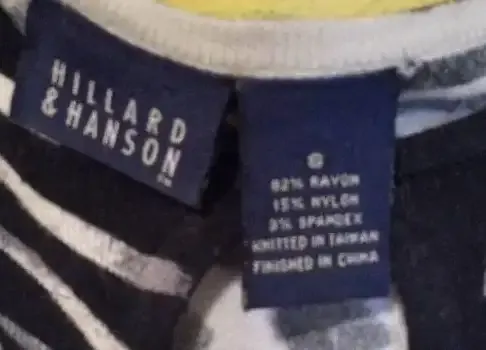 HILLARD
& HANSON
82% RAYON
15% NYLON
3% SPANDEX
KNITTED IN TAIWAN
FINISHED IN CHINA